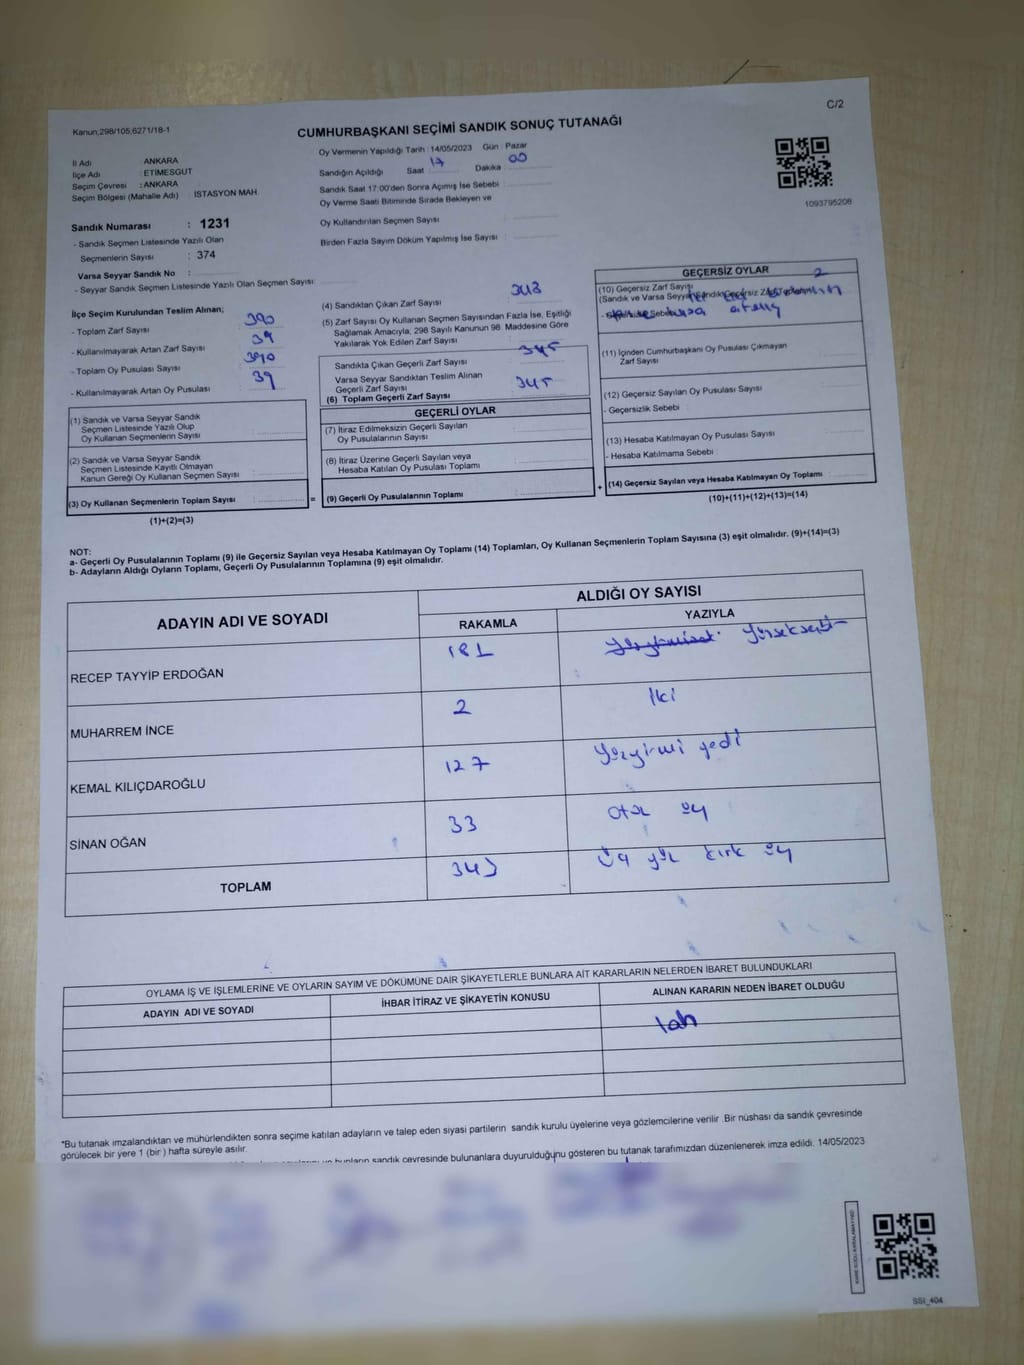 C/2
Kanun;298/105,6271/18-1
CUMHURBAŞKANI SEÇİMİ SANDIK SONUÇ TUTANAĞI
İl Adı : ANKARA
İlçe Adı : ETİMESGUT
Seçim Çevresi : ANKARA
Seçim Bölgesi (Mahalle Adı) : İSTASYON MAH.
Oy Vermenin Yapıldığı Tarih : 14/05/2023 Gün : Pazar
Sandığın Açıldığı Saat : 17 Dakika : 00
Sandık Saat 17:00'den Sonra Açımış İse Sebebi :
Oy Verme Saati Bitiminde Sırada Bekleyen ve
Oy Kullandırılan Seçmen Sayısı :
Birden Fazla Sayım Döküm Yapılmış İse Sayısı :
1093795208
Sandık Numarası : 1231
- Sandık Seçmen Listesinde Yazılı Olan
Seçmenlerin Sayısı : 374
Varsa Seyyar Sandık No :
- Seyyar Sandık Seçmen Listesinde Yazılı Olan Seçmen Sayısı:
İlçe Seçim Kurulundan Teslim Alınan;
- Toplam Zarf Sayısı : 390
- Kullanılmayarak Artan Zarf Sayısı : 39
- Toplam Oy Pusulası Sayısı : 390
- Kullanılmayarak Artan Oy Pusulası : 39
(1) Sandık ve Varsa Seyyar Sandık
Seçmen Listesinde Yazılı Olup
Oy Kullanan Seçmenlerin Sayısı :
(2) Sandık ve Varsa Seyyar Sandık
Seçmen Listesinde Kayıtlı Olmayan
Kanun Gereği Oy Kullanan Seçmen Sayısı :
(3) Oy Kullanan Seçmenlerin Toplam Sayısı :
(1)+(2)=(3)
(4) Sandıktan Çıkan Zarf Sayısı :
(5) Zarf Sayısı Oy Kullanan Seçmen Sayısından Fazla İse, Eşitliği
Sağlamak Amacıyla; 298 Sayılı Kanunun 98. Maddesine Göre
Yakılarak Yok Edilen Zarf Sayısı :
Sandıkta Çıkan Geçerli Zarf Sayısı : 345
Varsa Seyyar Sandıktan Teslim Alınan
Geçerli Zarf Sayısı :
(6) Toplam Geçerli Zarf Sayısı : 345
GEÇERLİ OYLAR
(7) İtiraz Edilmeksizin Geçerli Sayılan
Oy Pusulalarının Sayısı :
(8) İtiraz Üzerine Geçerli Sayılan veya
Hesaba Katılan Oy Pusulası Toplamı :
= (9) Geçerli Oy Pusulalarının Toplamı :
GEÇERSİZ OYLAR
(10) Geçersiz Zarf Sayısı 2
(11) İçinden Cumhurbaşkanı Oy Pusulası Çıkmayan
Zarf Sayısı :
(12) Geçersiz Sayılan Oy Pusulası Sayısı :
- Geçersizlik Sebebi :
(13) Hesaba Katılmayan Oy Pusulası Sayısı :
- Hesaba Katılmama Sebebi :
+ (14) Geçersiz Sayılan veya Hesaba Katılmayan Oy Toplamı :
(10)+(11)+(12)+(13)=(14)
NOT:
a- Geçerli Oy Pusulalarının Toplamı (9) ile Geçersiz Sayılan veya Hesaba Katılmayan Oy Toplamı (14) Toplamları, Oy Kullanan Seçmenlerin Toplam Sayısına (3) eşit olmalıdır. (9)+(14)=(3)
b- Adayların Aldığı Oyların Toplamı, Geçerli Oy Pusulalarının Toplamına (9) eşit olmalıdır.
ADAYIN ADI VE SOYADI ALDIĞI OY SAYISI
RAKAMLA YAZIYLA
RECEP TAYYİP ERDOĞAN 181
MUHARREM İNCE 2 İki
KEMAL KILIÇDAROĞLU 127 Yüzyirmi yedi
SİNAN OĞAN 33 otuz üç
TOPLAM 343 Üç yüz kırk üç
OYLAMA İŞ VE İŞLEMLERİNE VE OYLARIN SAYIM VE DÖKÜMÜNE DAİR ŞİKAYETLERLE BUNLARA AİT KARARLARIN NELERDEN İBARET BULUNDUKLARI
ADAYIN ADI VE SOYADI İHBAR İTİRAZ VE ŞİKAYETİN KONUSU ALINAN KARARIN NEDEN İBARET OLDUĞU
*Bu tutanak imzalandıktan ve mühürlendikten sonra seçime katılan adayların ve talep eden siyasi partilerin sandık kurulu üyelerine veya gözlemcilerine verilir .Bir nüshası da sandık çevresinde
görülecek bir yere 1 (bir ) hafta süreyle asılır.
sandık çevresinde bulunanlara duyurulduğunu gösteren bu tutanak tarafımızdan düzenlenerek imza edildi. 14/05/2023
SSI_404